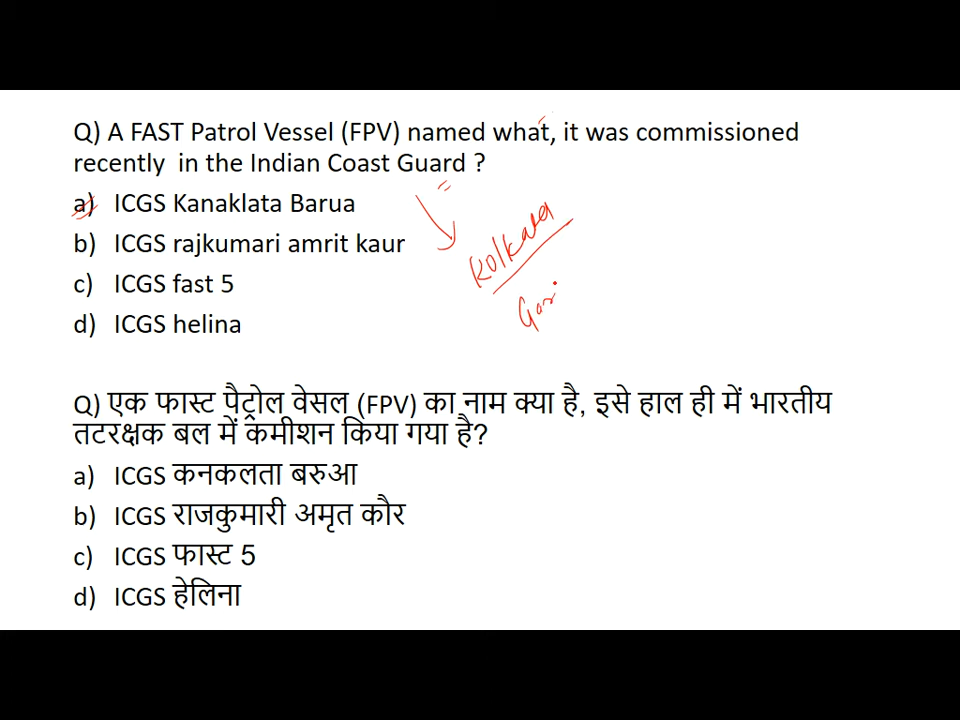 Q) A FAST Patrol Vessel (FPV) named what, it was commissioned
recently in the Indian Coast Guard ?
a) ICGS Kanaklata Barua
b) ICGS rajkumari amrit kaur
c) ICGS fast 5
d) ICGS helina
Kolkata
Q) एक फास्ट पैट्रोल वेसल (FPV) का नाम क्या है, इसे हाल ही में भारतीय
तटरक्षक बल में कमीशन किया गया है?
a) ICGS कनकलता बरुआ
b) ICGS राजकुमारी अमृत कौर
c) ICGS फास्ट 5
d) ICGS हेलिना